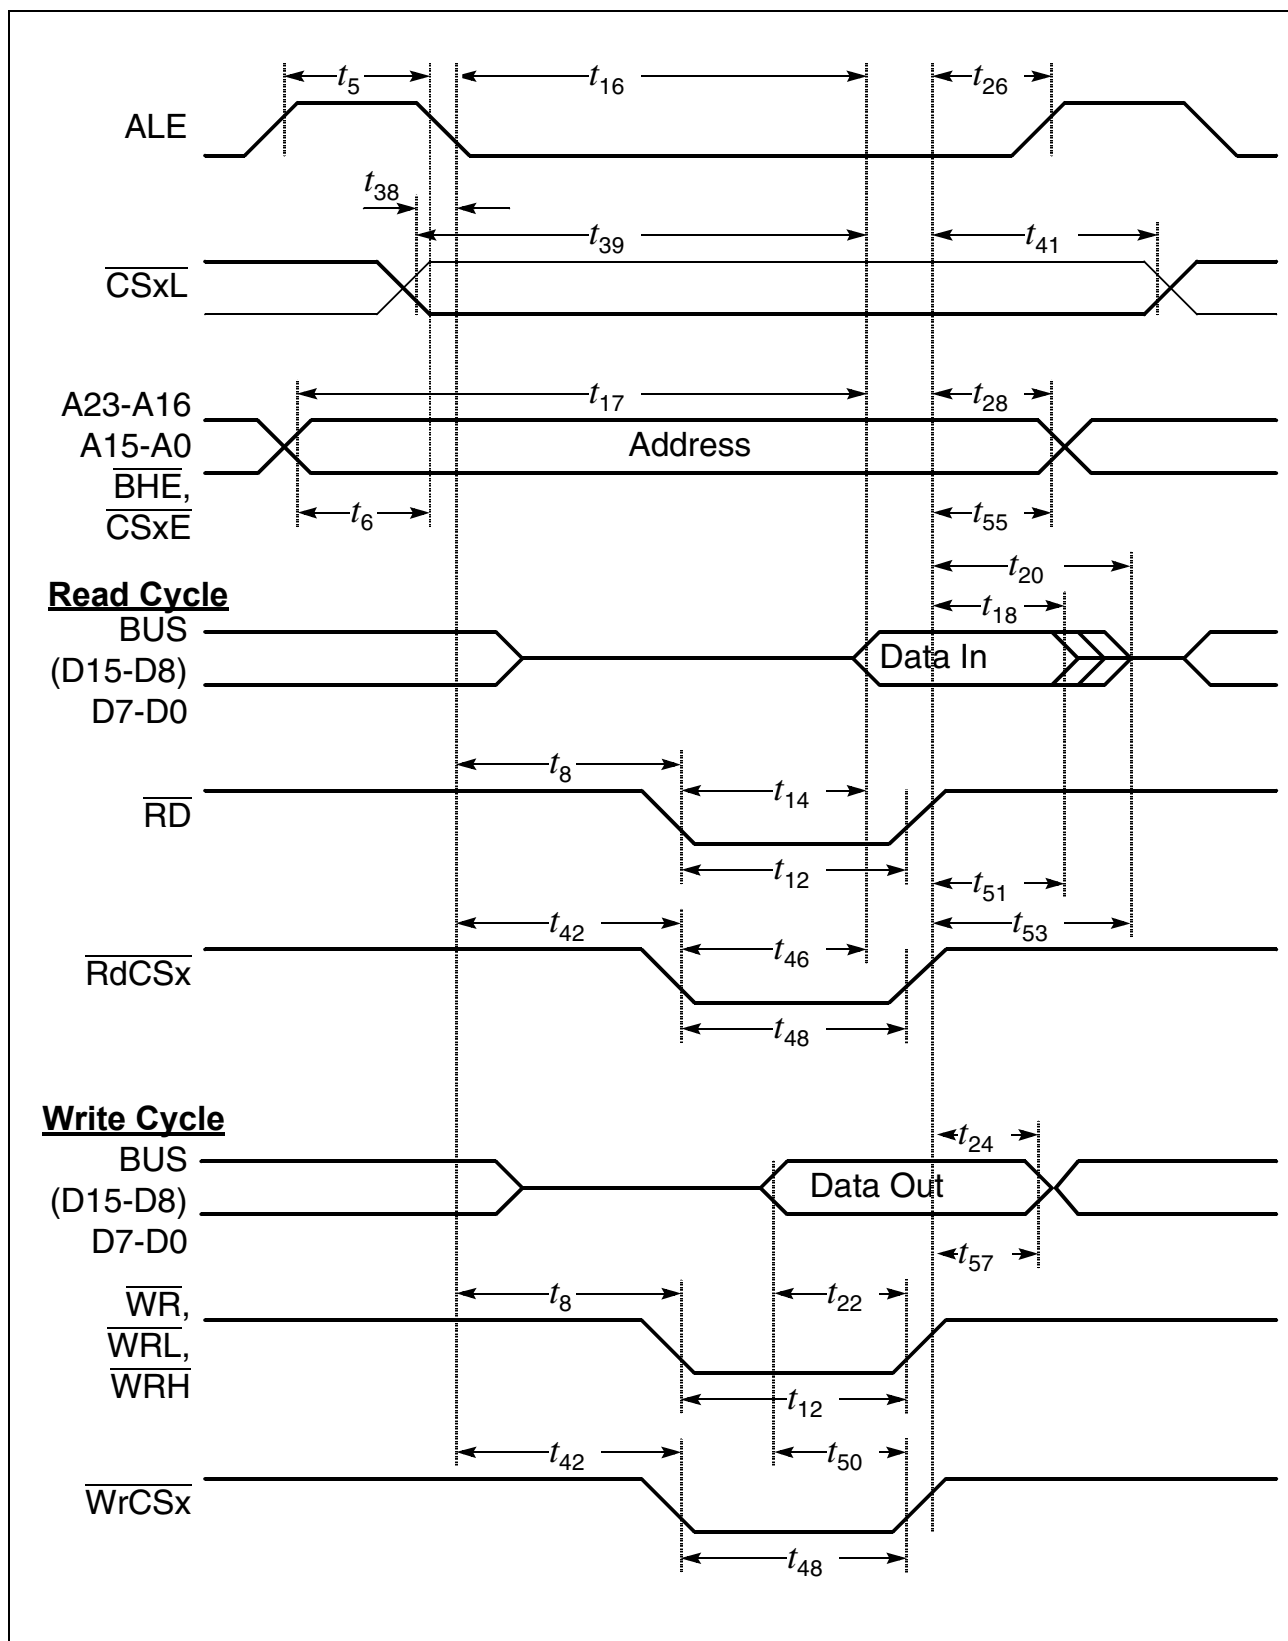 t5 t16 t26
ALE
t38
t39 t41
CSxL
t17 t28
A23-A16
A15-A0 Address
BHE,
CSxE t6 t55
t20
Read Cycle t18
BUS
(D15-D8) Data In
D7-D0
t8
t14
RD
t12 t51
t42 t53
t46
RdCSx
t48
Write Cycle
t24
BUS
(D15-D8) Data Out
D7-D0 t57
WR, t8 t22
WRL,
WRH
t12
t42 t50
WrCSx
t48